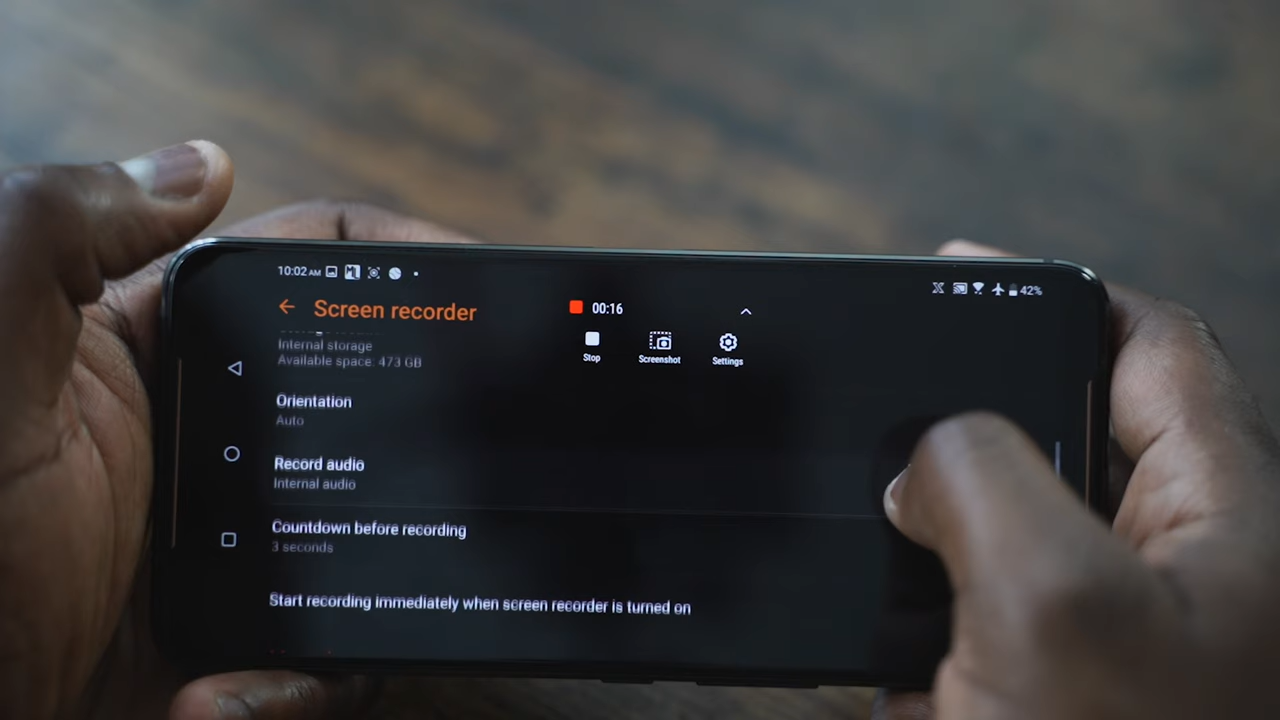 10:02 AM
42%
Screen recorder
00:16
Internal storage
Available space: 473 GB
Stop
Screenshot
Settings
Orientation
Auto
Record audio
Internal audio
Countdown before recording
3 seconds
Start recording immediately when screen recorder is turned on